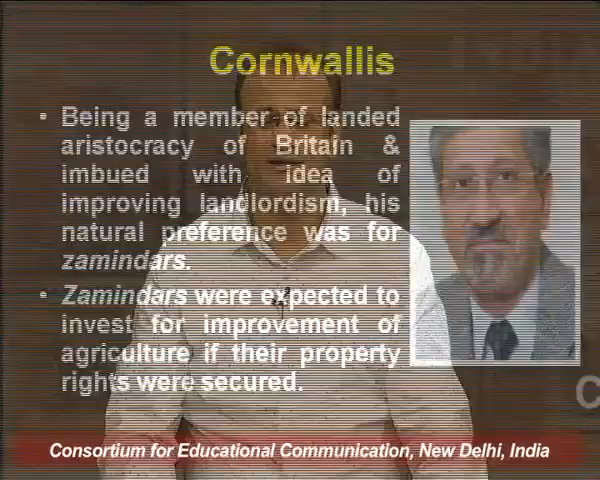 Cornwallis
• Being a member of landed
aristocracy of Britain &
imbued with idea of
improving landlordism, his
natural preference was for
zamindars.
• Zamindars were expected to
invest for improvement of
agriculture if their property
rights were secured.
Consortium for Educational Communication, New Delhi, India